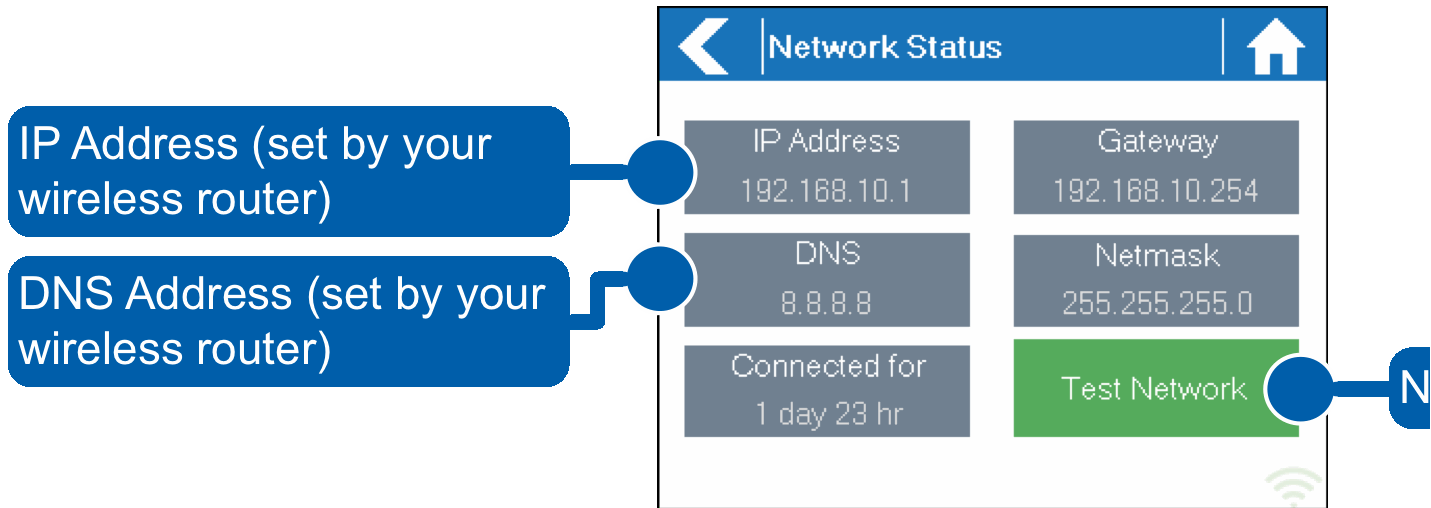 Network Status
IP Address (set by your
wireless router)
DNS Address (set by your
wireless router)
IP Address
192.168.10.1
Gateway
192.168.10.254
DNS
8.8.8.8
Netmask
255.255.255.0
Connected for
1 day 23 hr
Test Network
N